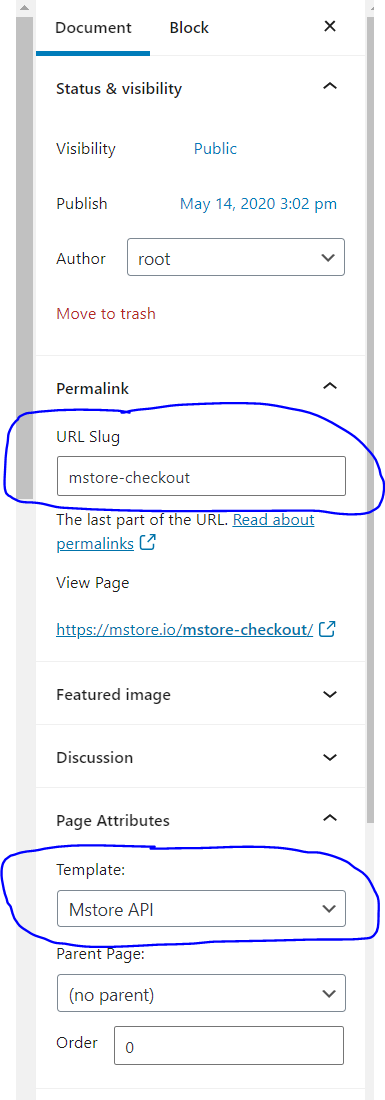 Document Block ×
Status & visibility
Visibility Public
Publish May 14, 2020 3:02 pm
Author root
Move to trash
Permalink
URL Slug
mstore-checkout
The last part of the URL. Read about
permalinks
View Page
https://mstore.io/mstore-checkout/
Featured image
Discussion
Page Attributes
Template:
Mstore API
Parent Page:
(no parent)
Order 0